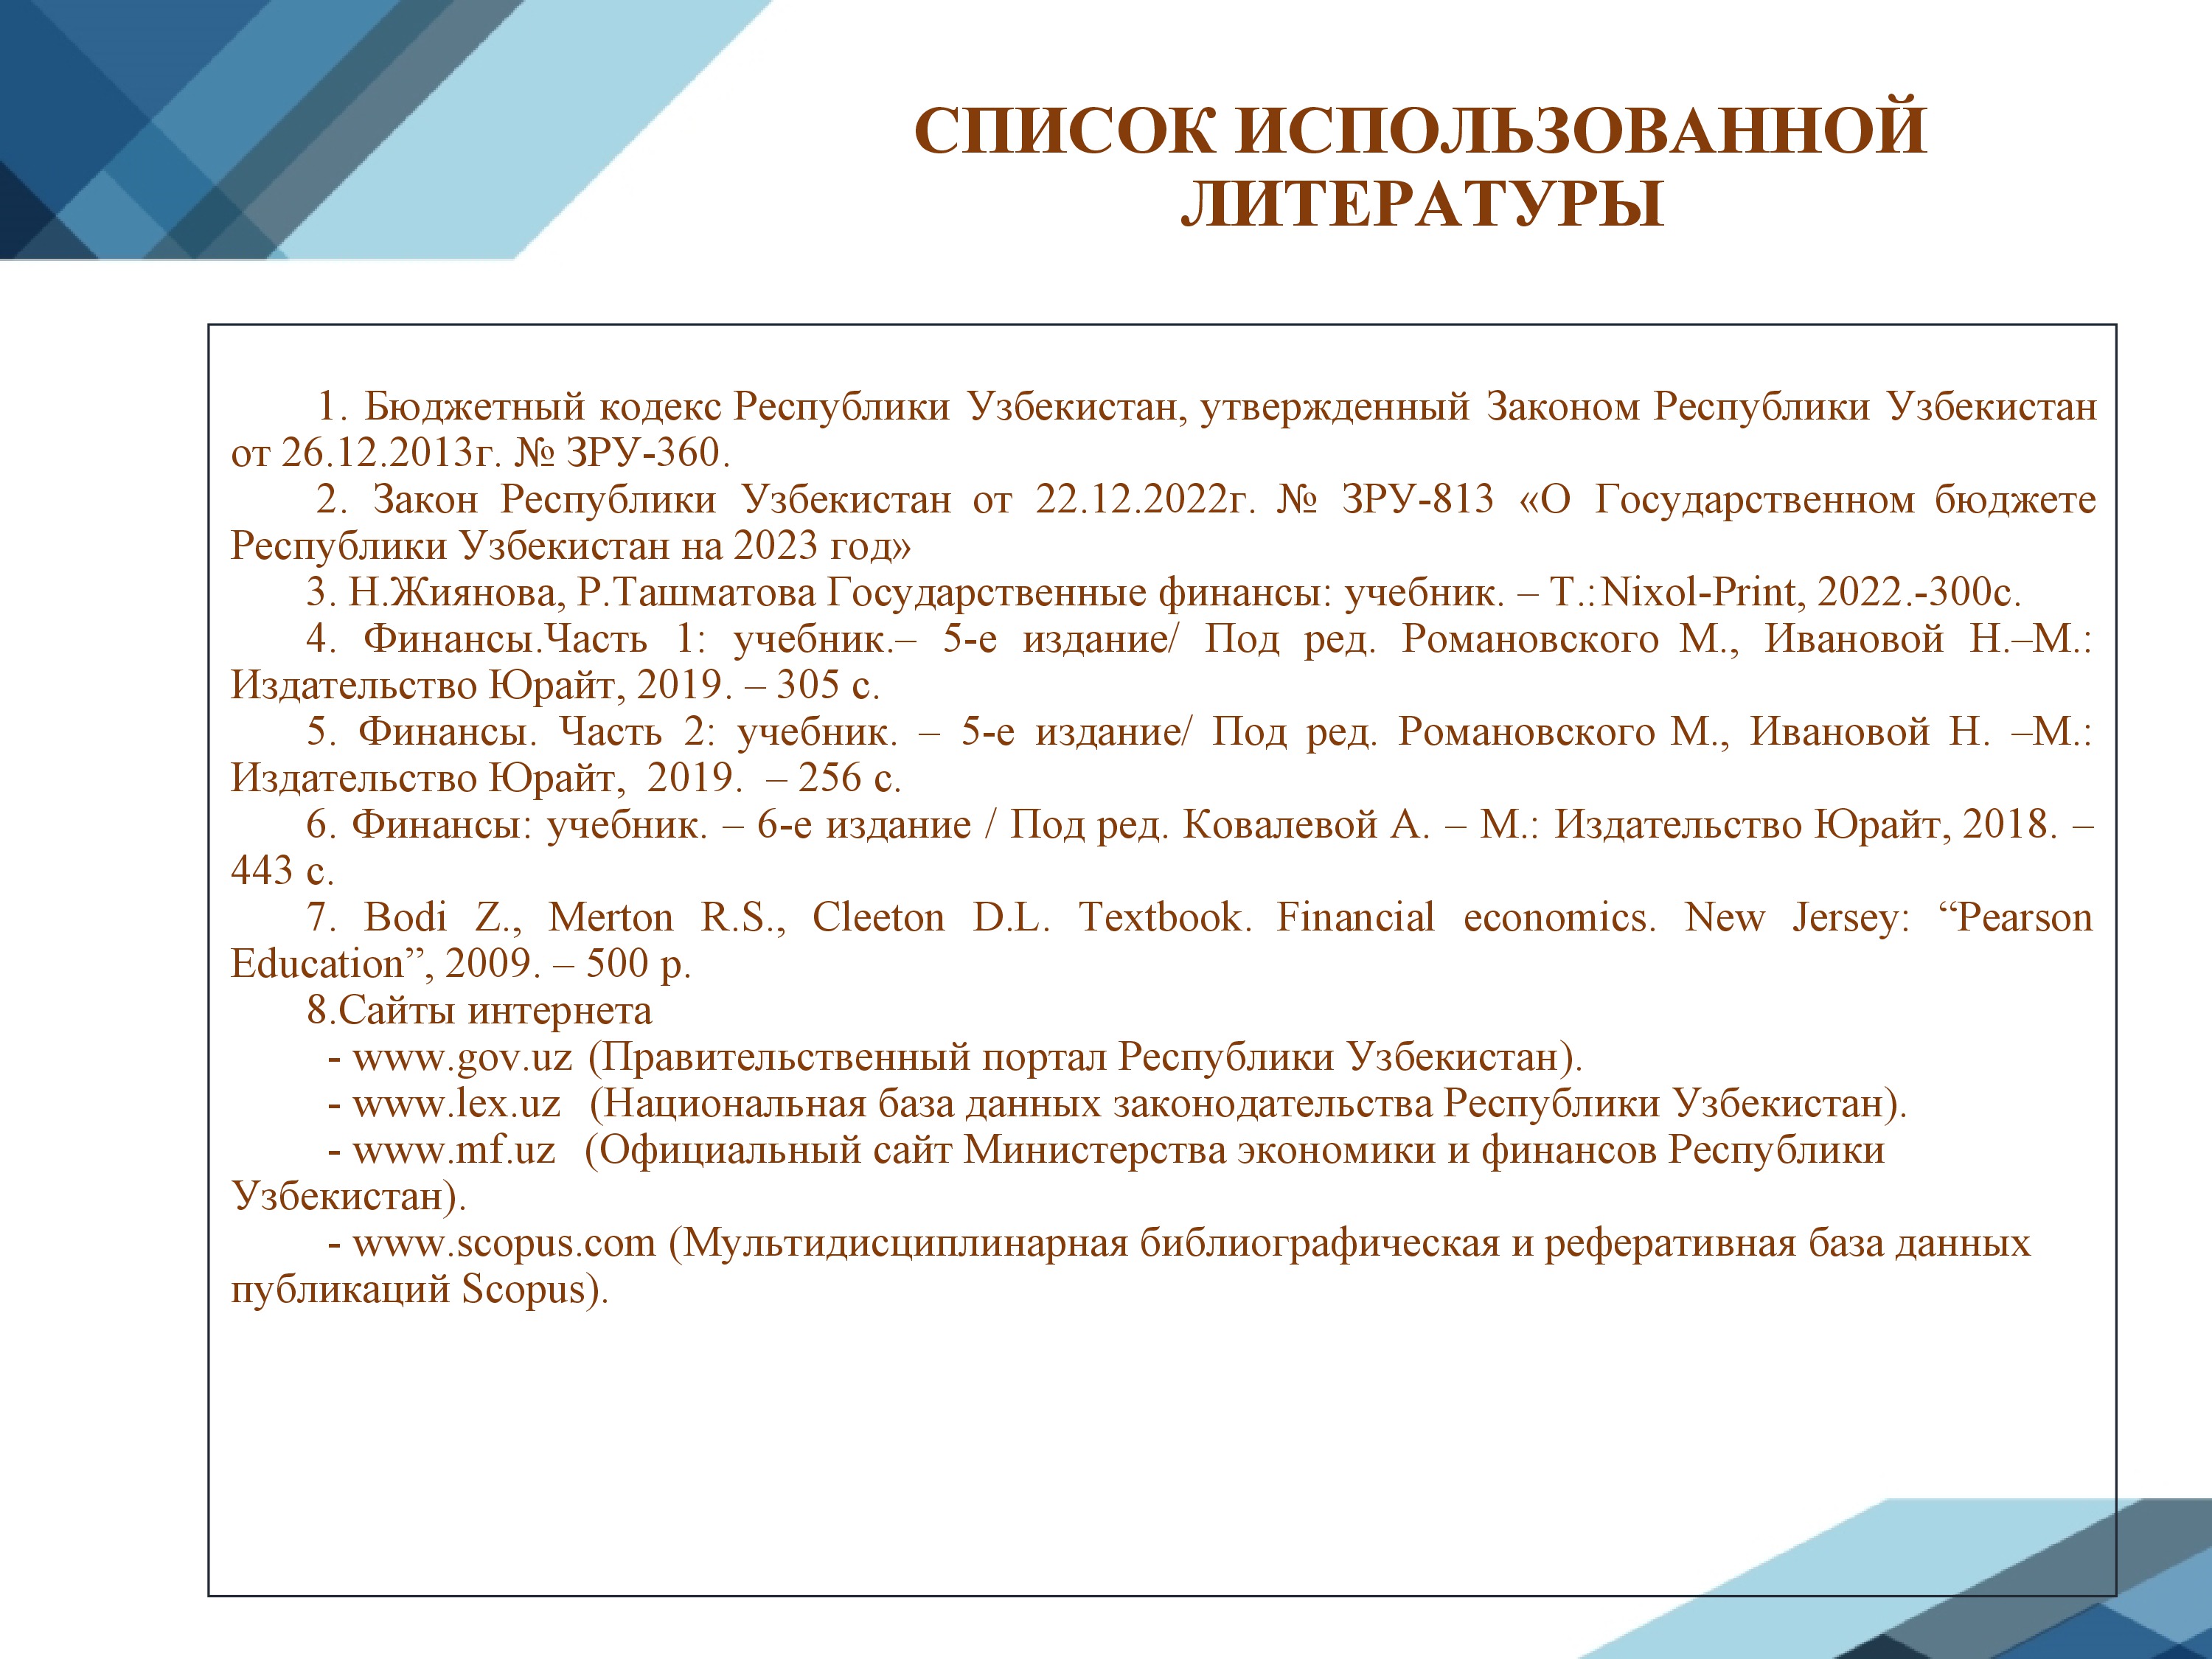 СПИСОК ИСПОЛЬЗОВАННОЙ
ЛИТЕРАТУРЫ
1. Бюджетный кодекс Республики Узбекистан, утвержденный Законом Республики Узбекистан
от 26.12.2013г. № ЗРУ-360.
2. Закон Республики Узбекистан от 22.12.2022г. № ЗРУ-813 «О Государственном бюджете
Республики Узбекистан на 2023 год»
3. Н.Жиянова, Р.Ташматова Государственные финансы: учебник. – Т.:Nixol-Print, 2022.-300с.
4. Финансы.Часть 1: учебник.– 5-е издание/ Под ред. Романовского М., Ивановой Н.–М.:
Издательство Юрайт, 2019. – 305 с.
5. Финансы. Часть 2: учебник. – 5-е издание/ Под ред. Романовского М., Ивановой Н. –М.:
Издательство Юрайт, 2019. – 256 с.
6. Финансы: учебник. – 6-е издание / Под ред. Ковалевой А. – М.: Издательство Юрайт, 2018. –
443 с.
7. Bodi Z., Merton R.S., Cleeton D.L. Textbook. Financial economics. New Jersey: “Pearson
Education”, 2009. – 500 p.
8.Сайты интернета
- www.gov.uz (Правительственный портал Республики Узбекистан).
- www.lex.uz (Национальная база данных законодательства Республики Узбекистан).
- www.mf.uz (Официальный сайт Министерства экономики и финансов Республики
Узбекистан).
- www.scopus.com (Мультидисциплинарная библиографическая и реферативная база данных
публикаций Scopus).